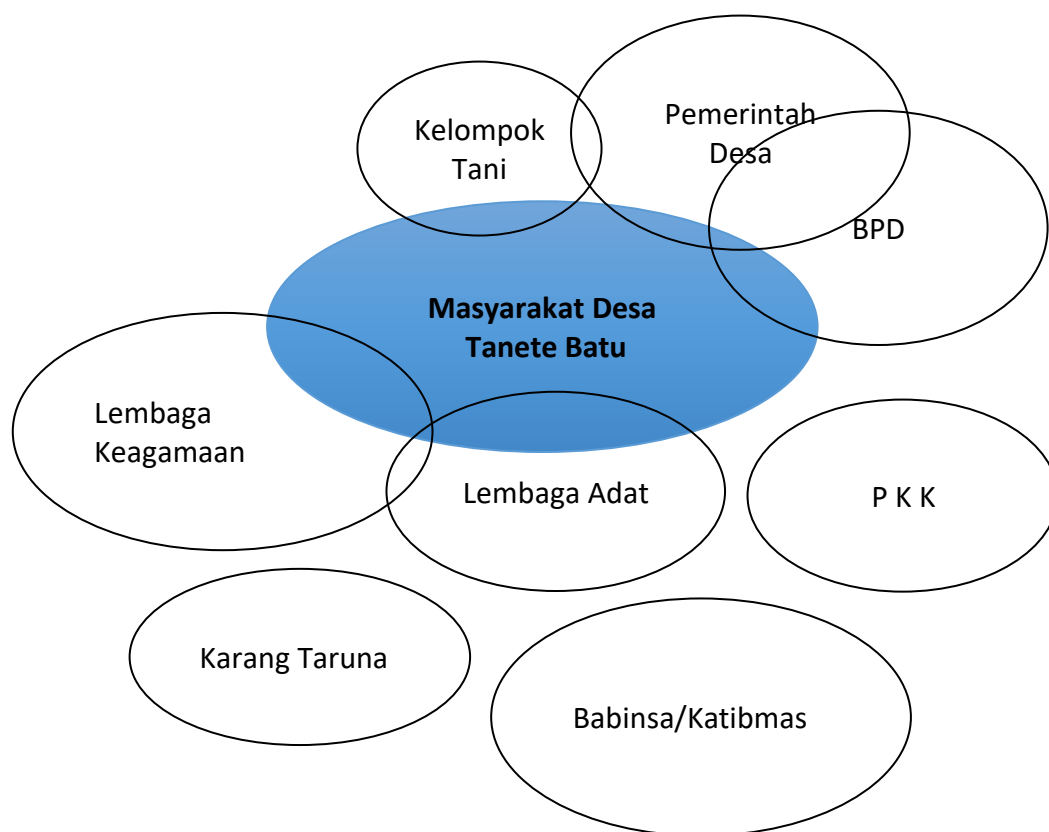 Kelompok
Tani
Pemerintah
Desa
BPD
Masyarakat Desa
Tanete Batu
Lembaga
Keagamaan
Lembaga Adat
P K K
Karang Taruna
Babinsa/Katibmas